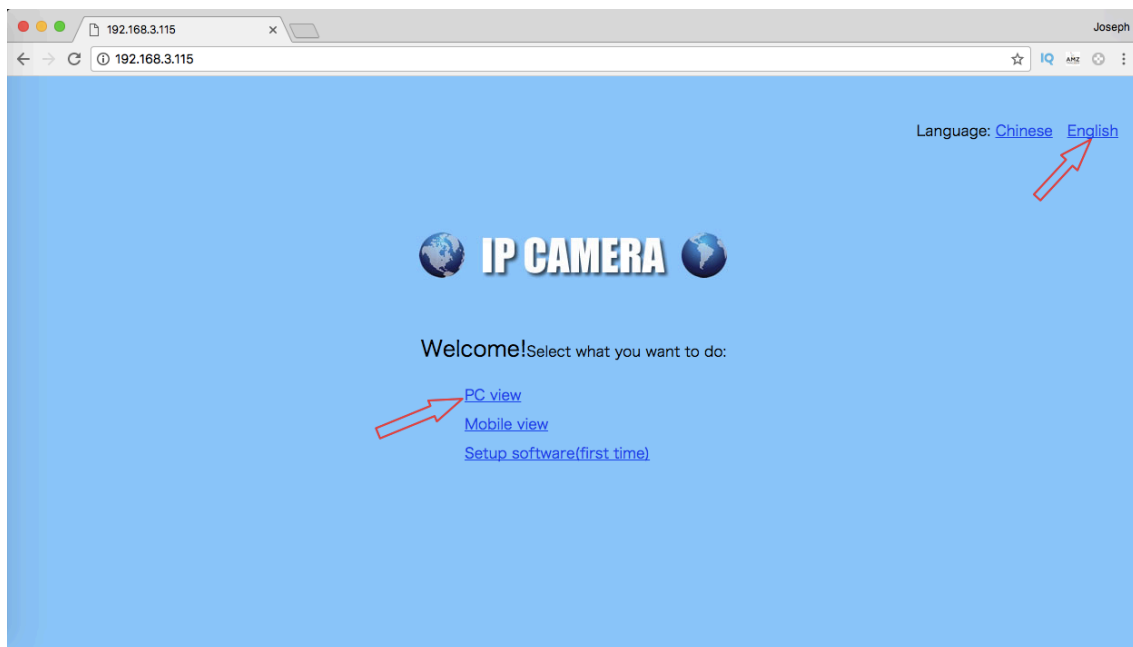 192.168.3.115
Joseph
192.168.3.115
IQ
AMZ
Language: Chinese English
IP CAMERA
Welcome!Select what you want to do:
PC view
Mobile view
Setup software(first time)